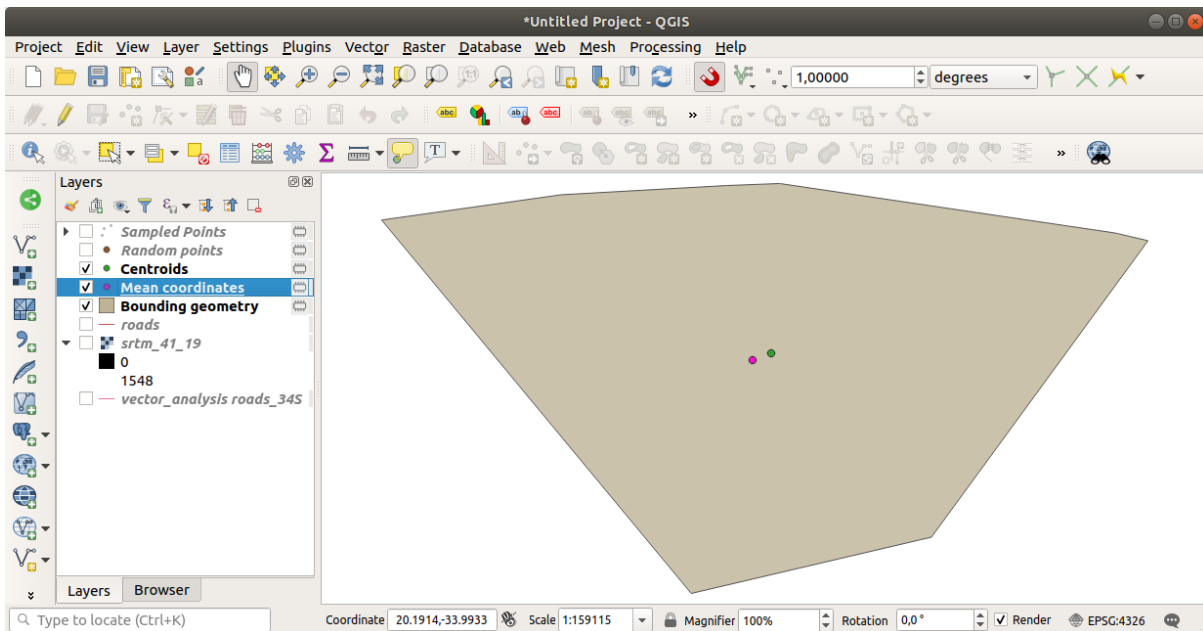 *Untitled Project - QGIS
Project Edit View Layer Settings Plugins Vector Raster Database Web Mesh Processing Help
1,00000 degrees
abc ab abc
Layers
Sampled Points
Random points
Centroids
Mean coordinates
Bounding geometry
roads
srtm_41_19
0
1548
vector_analysis roads_34S
Layers Browser
Type to locate (Ctrl+K) Coordinate 20.1914,-33.9933 Scale 1:159115 Magnifier 100% Rotation 0,0° Render EPSG:4326